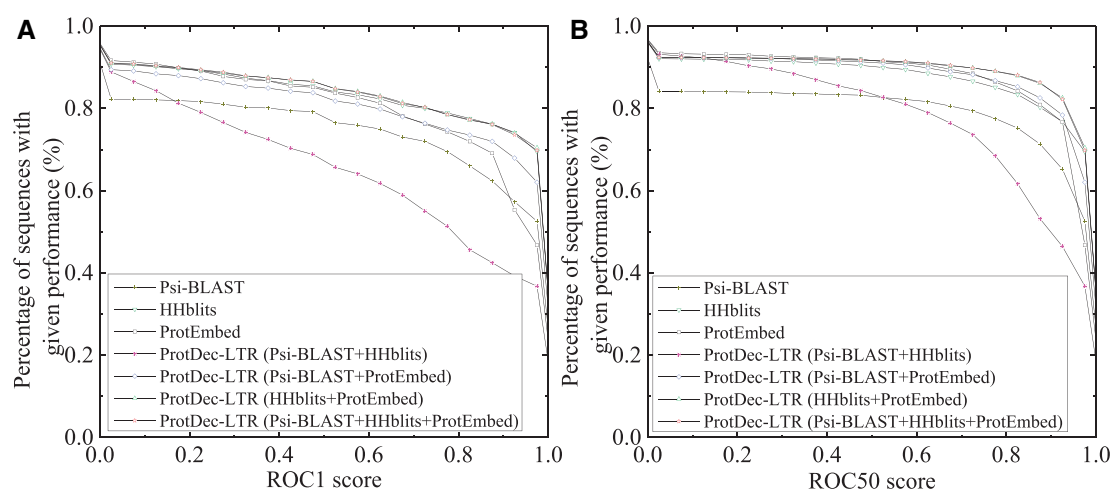 A
Percentage of sequences with
given performance (%)
1.0
0.8
0.6
0.4
0.2
0.0
Psi-BLAST
HHblits
ProtEmbed
ProtDec-LTR (Psi-BLAST+HHblits)
ProtDec-LTR (Psi-BLAST+ProtEmbed)
ProtDec-LTR (HHblits+ProtEmbed)
ProtDec-LTR (Psi-BLAST+HHblits+ProtEmbed)
0.0 0.2 0.4 0.6 0.8 1.0
ROC1 score
B
Percentage of sequences with
given performance (%)
1.0
0.8
0.6
0.4
0.2
0.0
Psi-BLAST
HHblits
ProtEmbed
ProtDec-LTR (Psi-BLAST+HHblits)
ProtDec-LTR (Psi-BLAST+ProtEmbed)
ProtDec-LTR (HHblits+ProtEmbed)
ProtDec-LTR (Psi-BLAST+HHblits+ProtEmbed)
0.0 0.2 0.4 0.6 0.8 1.0
ROC50 score